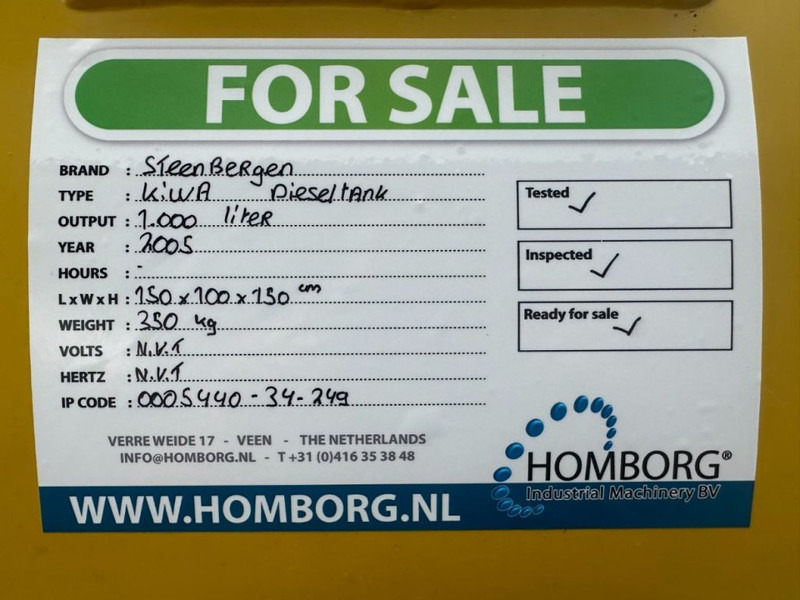 FOR SALE
BRAND : SteenBergen
TYPE : KiWA Dieseltank
OUTPUT : 1.000 liter
YEAR : 2005
HOURS : -
L x W x H : 150 x 100 x 150 cm
WEIGHT : 350 kg
VOLTS : N.V.T
HERTZ : N.V.T
IP CODE : 0005440 - 34 - 249
Tested ✓
Inspected ✓
Ready for sale ✓
VERRE WEIDE 17 - VEEN - THE NETHERLANDS
INFO@HOMBORG.NL - T +31 (0)416 35 38 48
HOMBORG®
Industrial Machinery BV
WWW.HOMBORG.NL